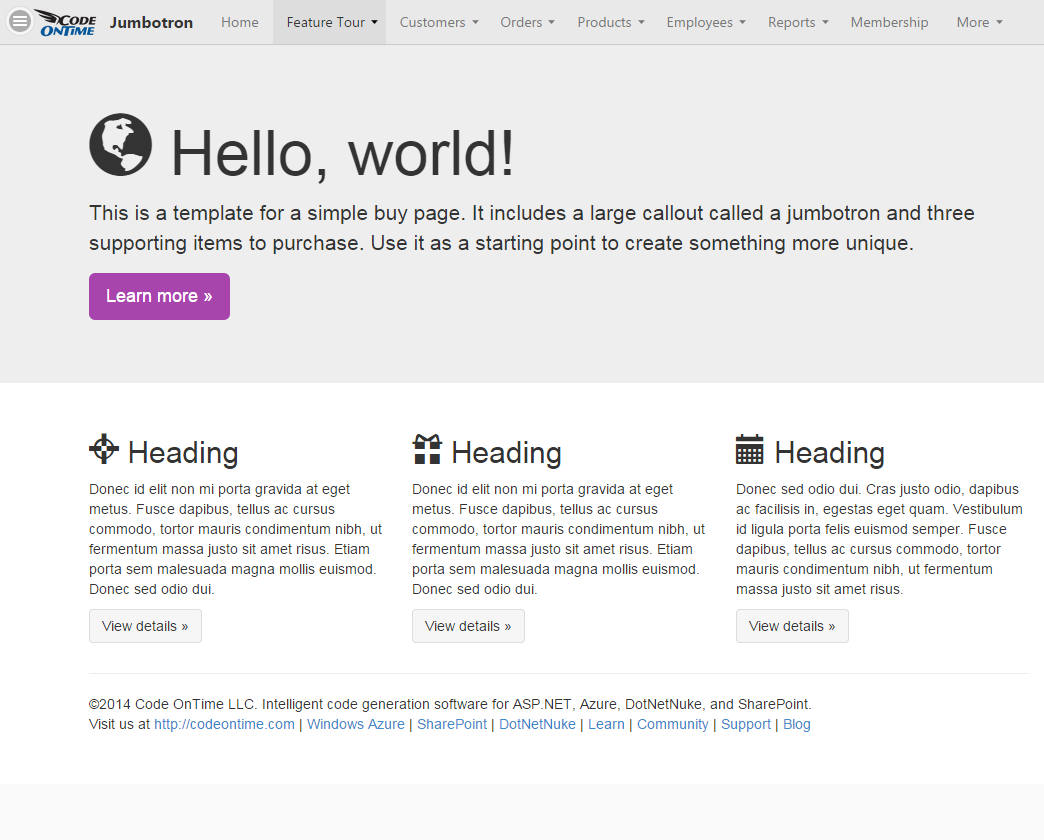 CODE
ONTIME
Jumbotron Home Feature Tour Customers Orders Products Employees Reports Membership More
Hello, world!
This is a template for a simple buy page. It includes a large callout called a jumbotron and three
supporting items to purchase. Use it as a starting point to create something more unique.
Learn more »
Heading
Donec id elit non mi porta gravida at eget
metus. Fusce dapibus, tellus ac cursus
commodo, tortor mauris condimentum nibh, ut
fermentum massa justo sit amet risus. Etiam
porta sem malesuada magna mollis euismod.
Donec sed odio dui.
View details »
Heading
Donec id elit non mi porta gravida at eget
metus. Fusce dapibus, tellus ac cursus
commodo, tortor mauris condimentum nibh, ut
fermentum massa justo sit amet risus. Etiam
porta sem malesuada magna mollis euismod.
Donec sed odio dui.
View details »
Heading
Donec sed odio dui. Cras justo odio, dapibus
ac facilisis in, egestas eget quam. Vestibulum
id ligula porta felis euismod semper. Fusce
dapibus, tellus ac cursus commodo, tortor
mauris condimentum nibh, ut fermentum
massa justo sit amet risus.
View details »
©2014 Code OnTime LLC. Intelligent code generation software for ASP.NET, Azure, DotNetNuke, and SharePoint.
Visit us at http://codeontime.com | Windows Azure | SharePoint | DotNetNuke | Learn | Community | Support | Blog